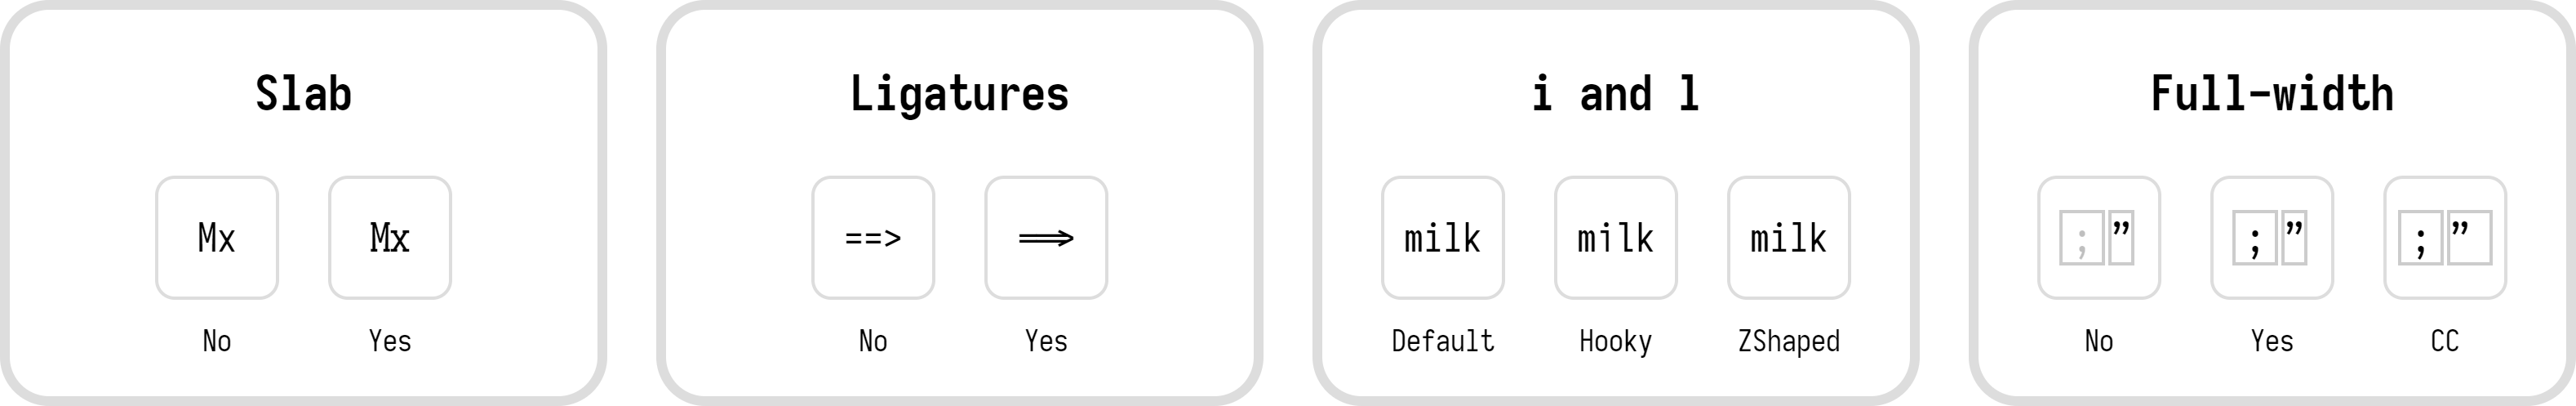 Slab
Mx Mx
No Yes
Ligatures
==> ⟹
No Yes
i and l
milk milk milk
Default Hooky ZShaped
Full-width
；” ；” ；”
No Yes CC